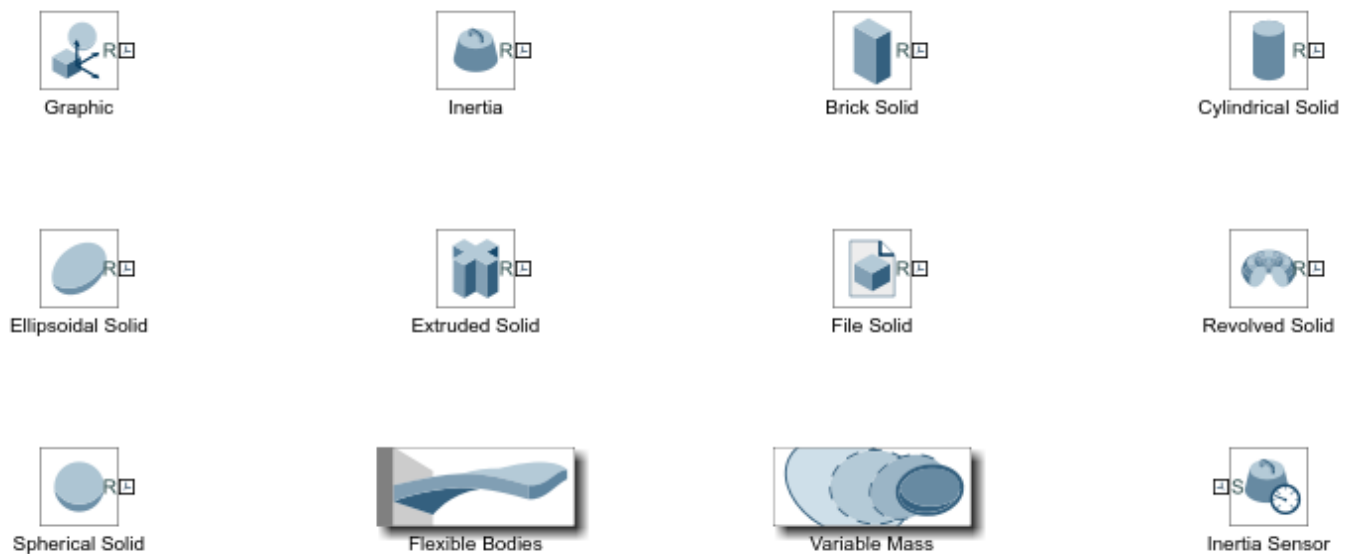 R
Graphic
R
Inertia
R
Brick Solid
R
Cylindrical Solid
R
Ellipsoidal Solid
R
Extruded Solid
R
File Solid
R
Revolved Solid
R
Spherical Solid
Flexible Bodies
Variable Mass
S
Inertia Sensor